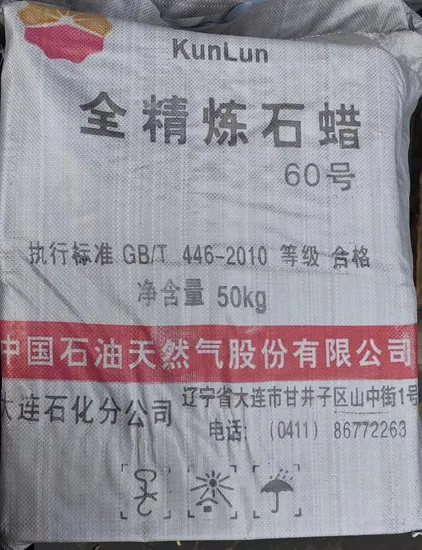 KunLun
全精炼石蜡
60号
执行标准 GB/T 446-2010 等级 合格
净含量 50kg
中国石油天然气股份有限公司
大连石化分公司
辽宁省大连市甘井子区山中街1号
电话: (0411) 86772263